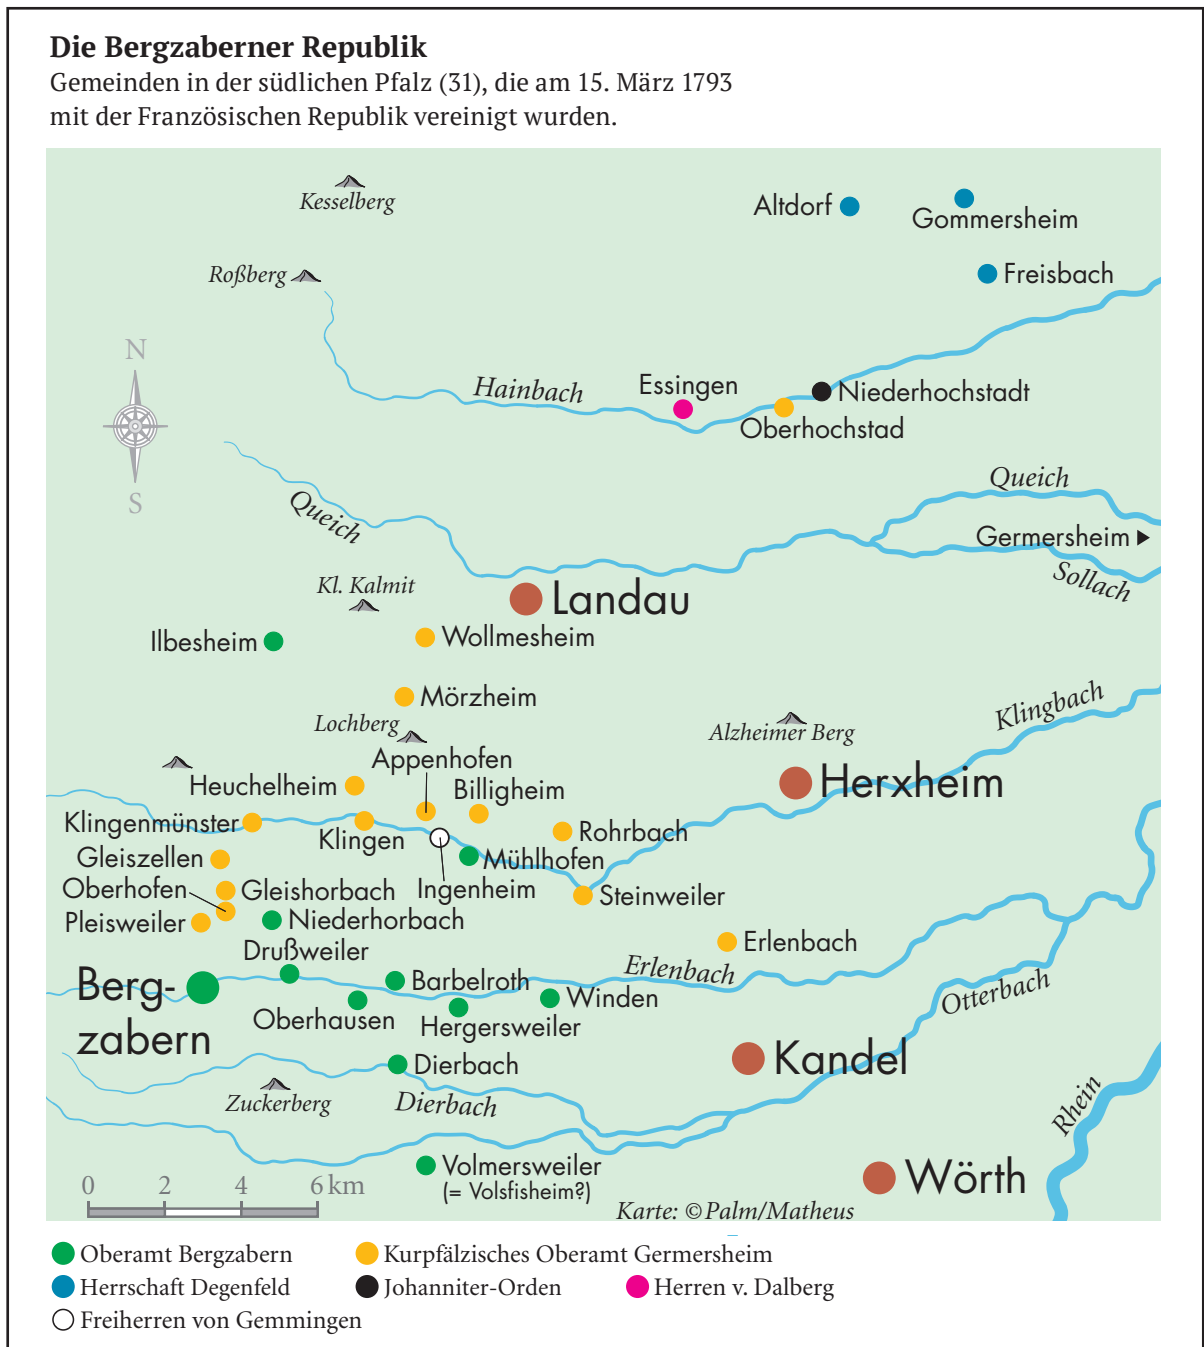 Die Bergzaberner Republik
Gemeinden in der südlichen Pfalz (31), die am 15. März 1793
mit der Französischen Republik vereinigt wurden.
Kesselberg
Altdorf
Gommersheim
Roßberg
Freisbach
N
S
Hainbach
Essingen
Niederhochstadt
Oberhochstad
Queich
Queich
Germersheim
Sollach
Kl. Kalmit
Landau
Ilbesheim
Wollmesheim
Mörzheim
Lochberg
Alzheimer Berg
Klingbach
Appenhofen
Heuchelheim
Billigheim
Herxheim
Klingenmünster
Klingen
Rohrbach
Gleiszellen
Mühlhofen
Oberhofen
Gleishorbach
Ingenheim
Steinweiler
Pleisweiler
Niederhorbach
Drußweiler
Erlenbach
Erlenbach
Berg-
zabern
Barbelroth
Winden
Otterbach
Oberhausen
Hergersweiler
Dierbach
Kandel
Zuckerberg
Dierbach
Rhein
Volmersweiler
(= Volsfisheim?)
Wörth
0 2 4 6 km
Karte: © Palm/Matheus
Oberamt Bergzabern
Kurpfälzisches Oberamt Germersheim
Herrschaft Degenfeld
Johanniter-Orden
Herren v. Dalberg
Freiherren von Gemmingen